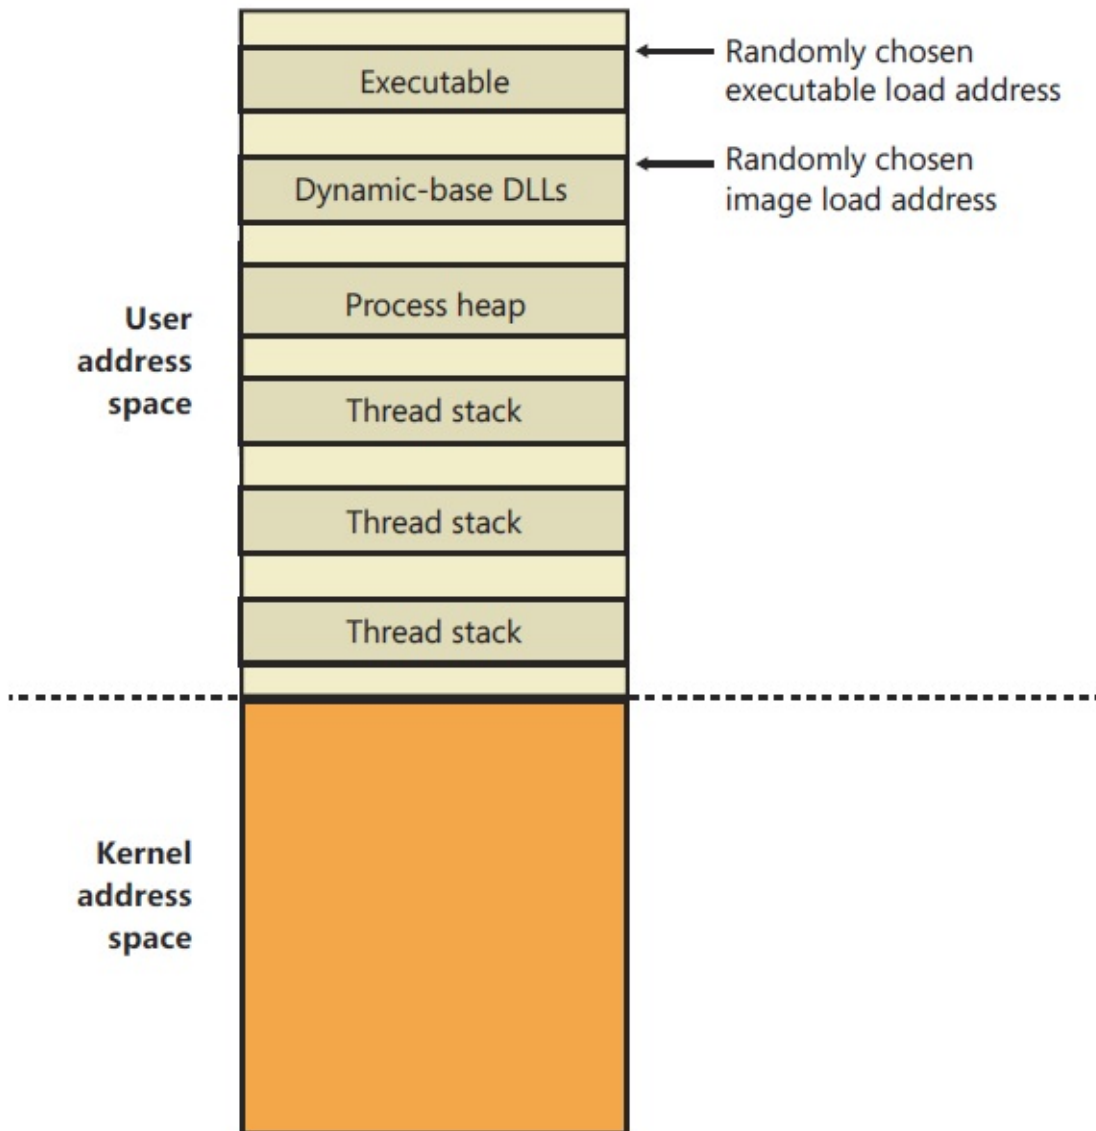 Executable
Randomly chosen
executable load address
Dynamic-base DLLs
Randomly chosen
image load address
Process heap
User
address
space
Thread stack
Thread stack
Thread stack
Kernel
address
space